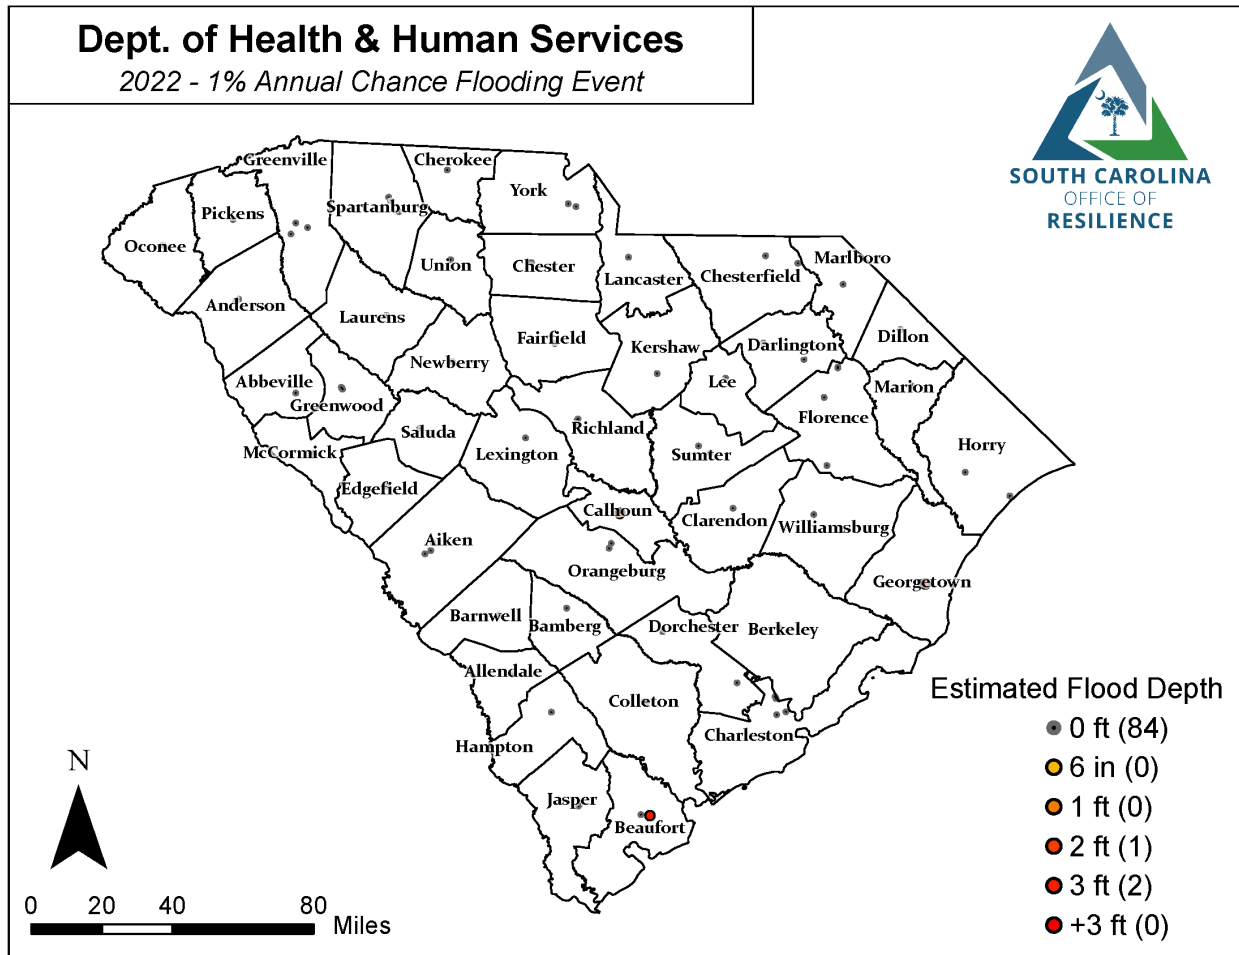 Dept. of Health & Human Services
2022 - 1% Annual Chance Flooding Event
SOUTH CAROLINA
OFFICE OF
RESILIENCE
Greenville
Cherokee
York
Pickens
Spartanburg
Oconee
Union
Chester
Lancaster
Chesterfield
Marlboro
Anderson
Laurens
Fairfield
Kershaw
Darlington
Dillon
Newberry
Abbeville
Greenwood
Lee
Marion
Florence
Saluda
Richland
Horry
McCormick
Lexington
Sumter
Edgefield
Calhoun
Clarendon
Williamsburg
Aiken
Orangeburg
Georgetown
Barnwell
Bamberg
Dorchester
Berkeley
Allendale
Colleton
Charleston
Hampton
Jasper
Beaufort
Estimated Flood Depth
0 ft (84)
6 in (0)
1 ft (0)
2 ft (1)
3 ft (2)
+3 ft (0)
N
0 20 40 80 Miles